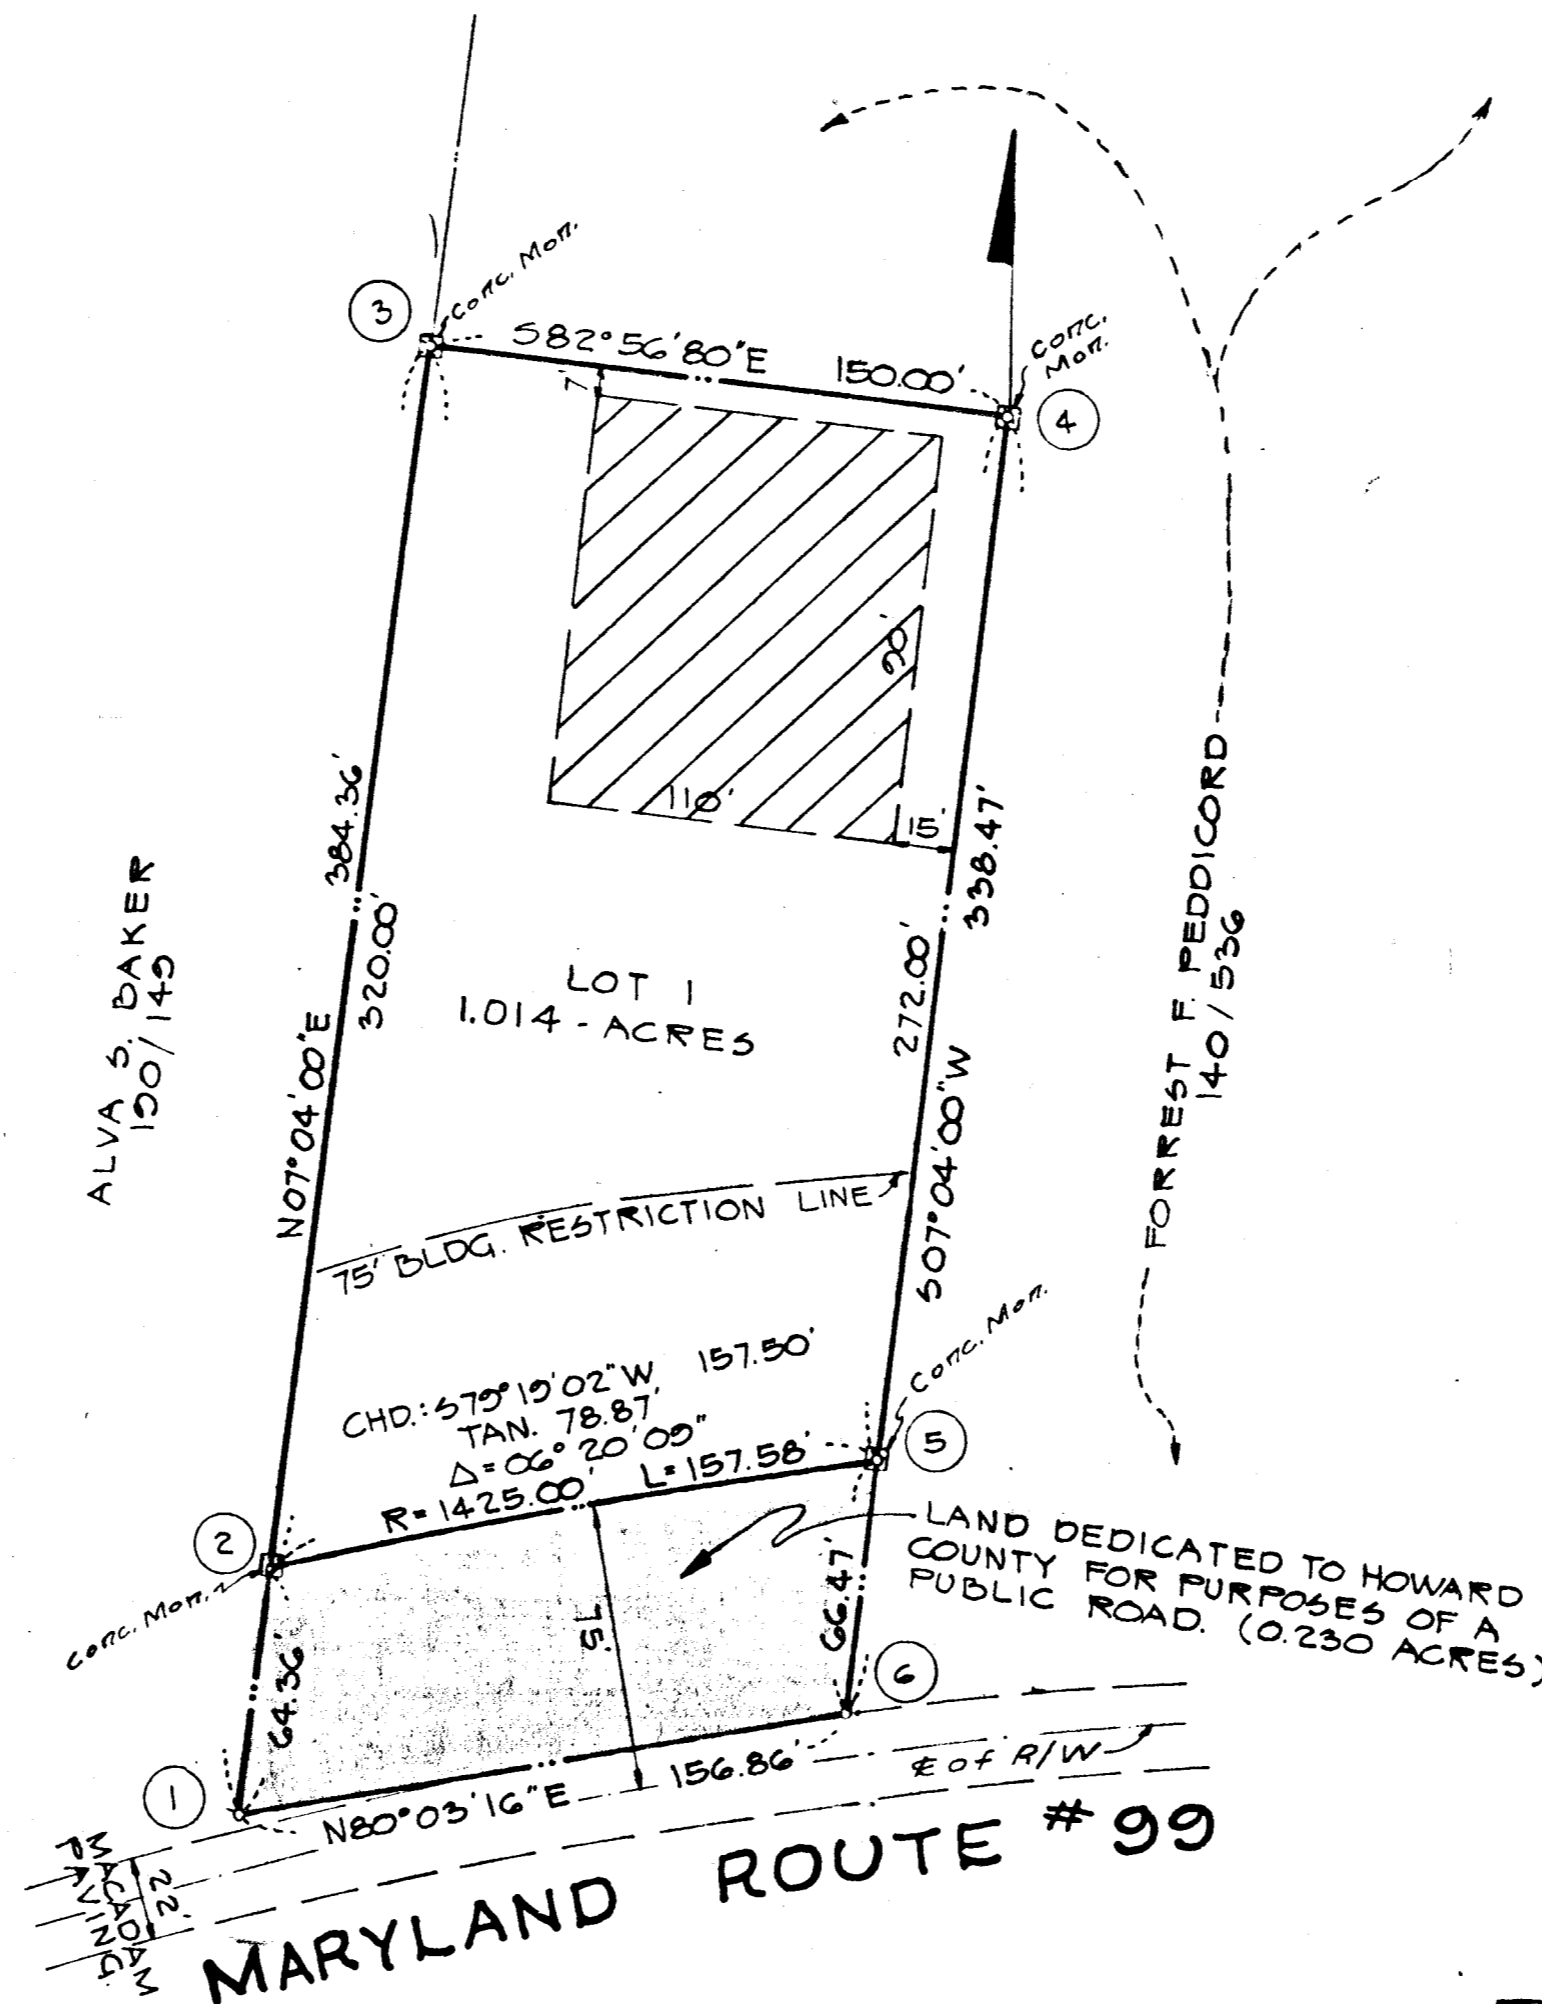 Conc. Mon.
3
S82°56'80"E 150.00'
Conc.
Mon.
4
7'
90'
110'
15'
384.36'
320.00'
N07°04'00"E
338.47'
272.00'
S07°04'00"W
LOT 1
1.014 - ACRES
ALVA S. BAKER
190/149
FORREST F. PEDDICORD
140/536
75' BLDG. RESTRICTION LINE
CHD.: S79°19'02"W 157.50'
TAN. 78.87'
Δ=06°20'09"
R=1425.00' L=157.58'
Conc. Mon.
5
2
Conc. Mon.
LAND DEDICATED TO HOWARD
COUNTY FOR PURPOSES OF A
PUBLIC ROAD. (0.230 ACRES)
75'
66.47'
64.36'
6
1
N80°03'16"E 156.86'
℄ of R/W
MACADAM
PAVING.
22'
MARYLAND ROUTE #99